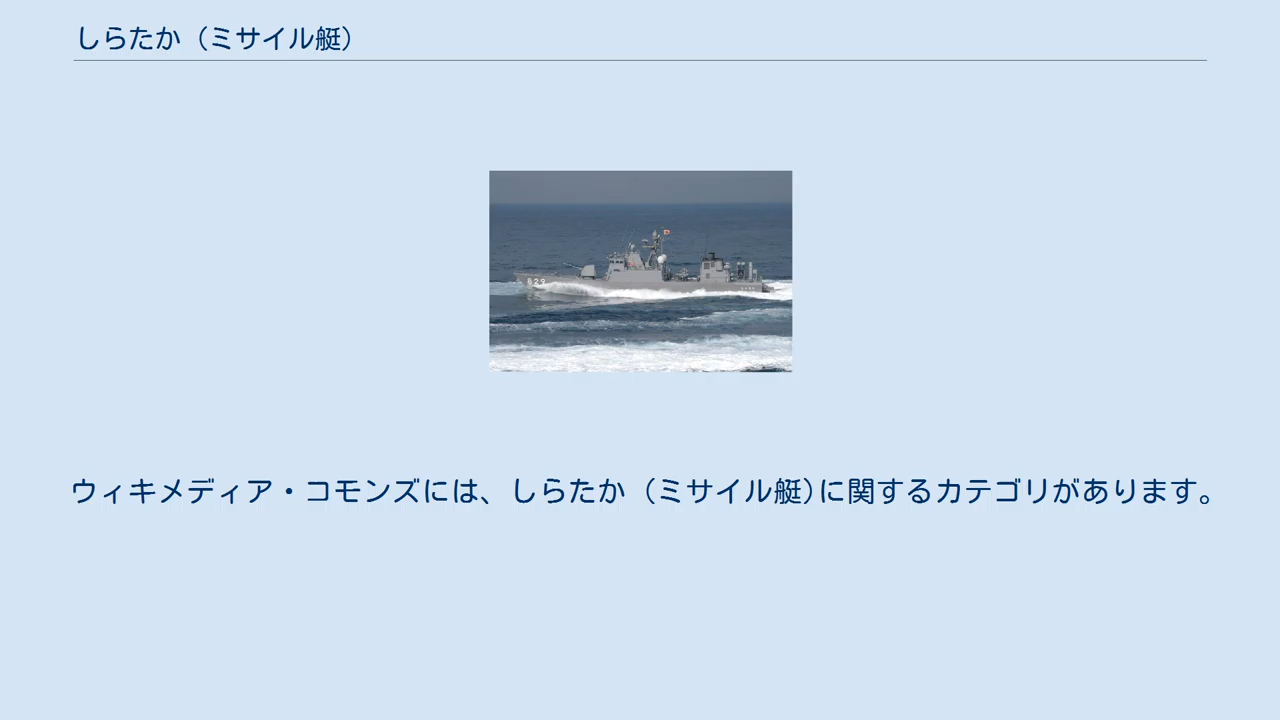 しらたか（ミサイル艇）
829
ウィキメディア・コモンズには、しらたか（ミサイル艇)に関するカテゴリがあります。